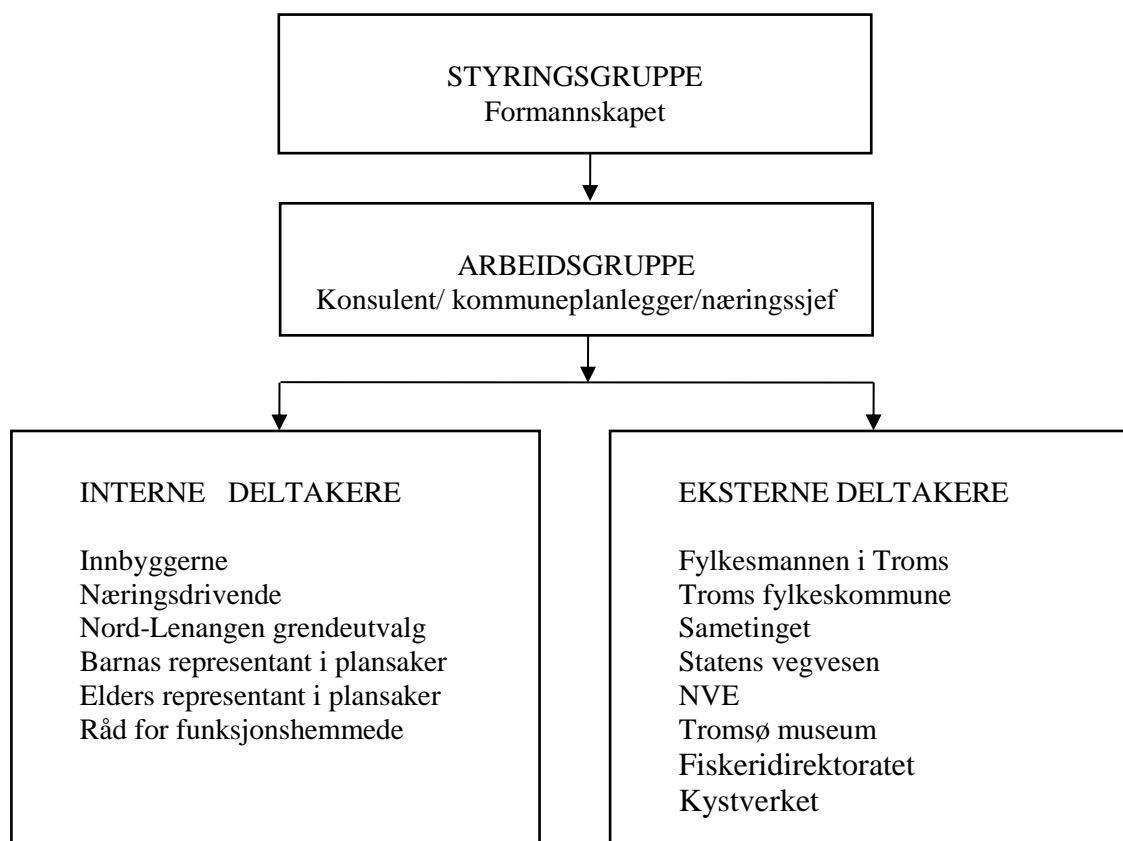 STYRINGSGRUPPE
Formannskapet
ARBEIDSGRUPPE
Konsulent/ kommuneplanlegger/næringssjef
INTERNE DELTAKERE
Innbyggerne
Næringsdrivende
Nord-Lenangen grendeutvalg
Barnas representant i plansaker
Elders representant i plansaker
Råd for funksjonshemmede
EKSTERNE DELTAKERE
Fylkesmannen i Troms
Troms fylkeskommune
Sametinget
Statens vegvesen
NVE
Tromsø museum
Fiskeridirektoratet
Kystverket